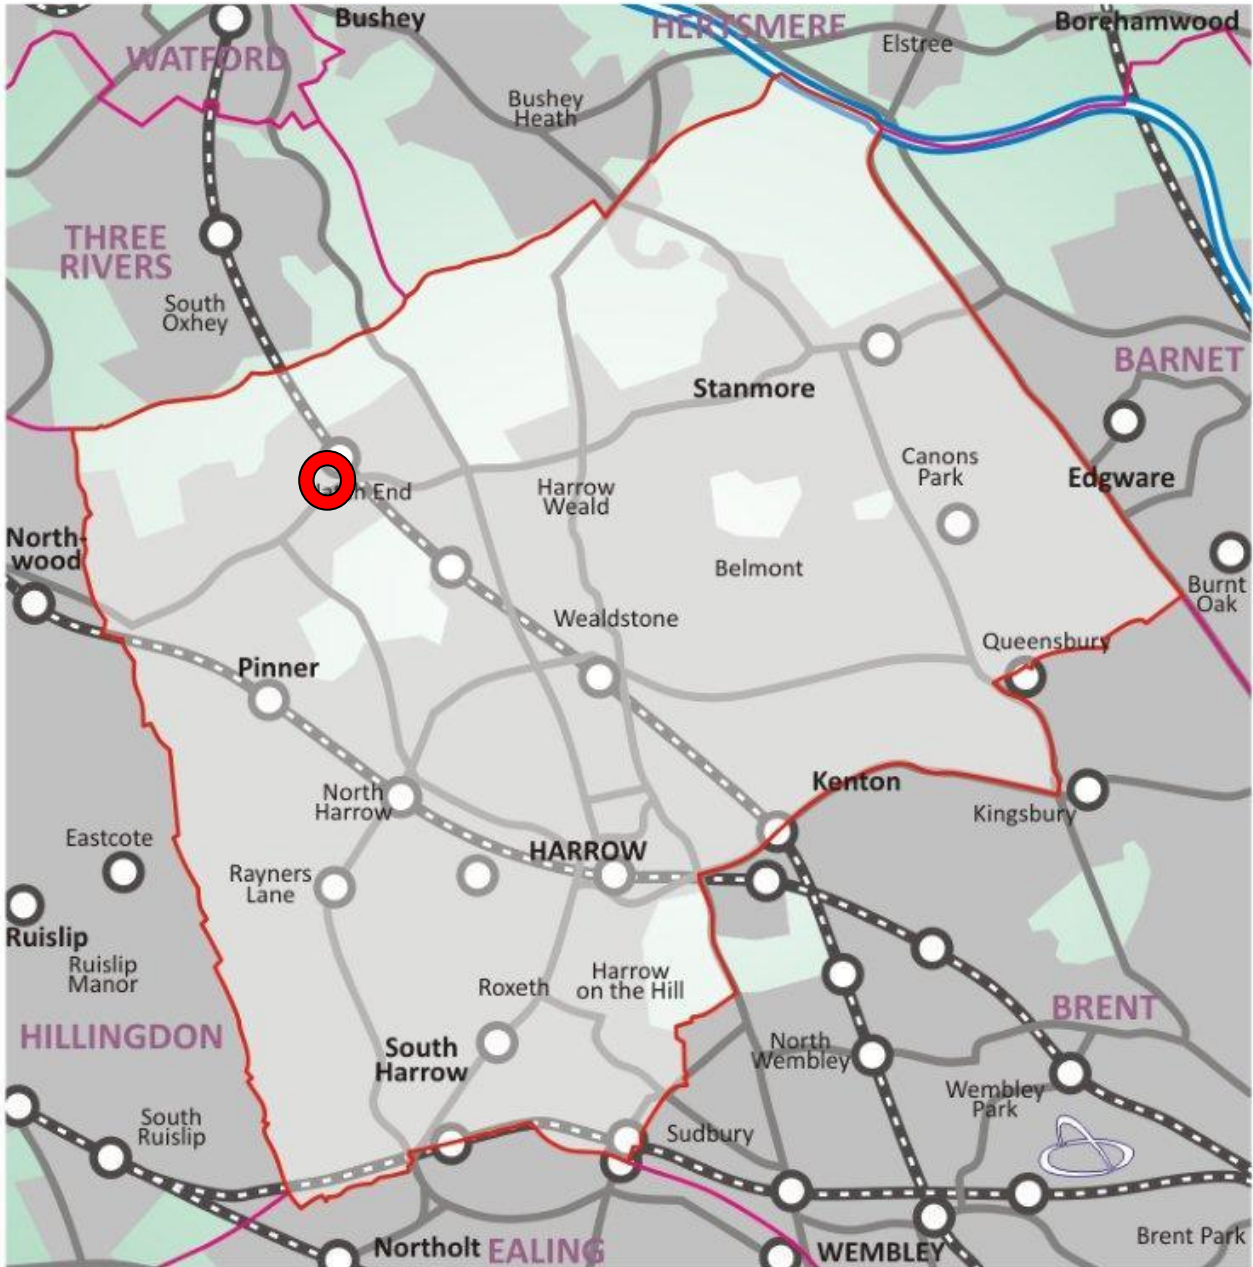 Bushey
HERTSMERE
Borehamwood
WATFORD
Elstree
Bushey
Heath
THREE
RIVERS
South
Oxhey
BARNET
Stanmore
Canons
Park
Edgware
Harrow
Weald
End
North-
wood
Belmont
Burnt
Oak
Wealdstone
Queensbury
Pinner
Kenton
North
Harrow
Kingsbury
Eastcote
HARROW
Rayners
Lane
Ruislip
Ruislip
Manor
Harrow
on the Hill
Roxeth
BRENT
HILLINGDON
South
Harrow
North
Wembley
Wembley
Park
South
Ruislip
Sudbury
Brent Park
Northolt
EALING
WEMBLEY